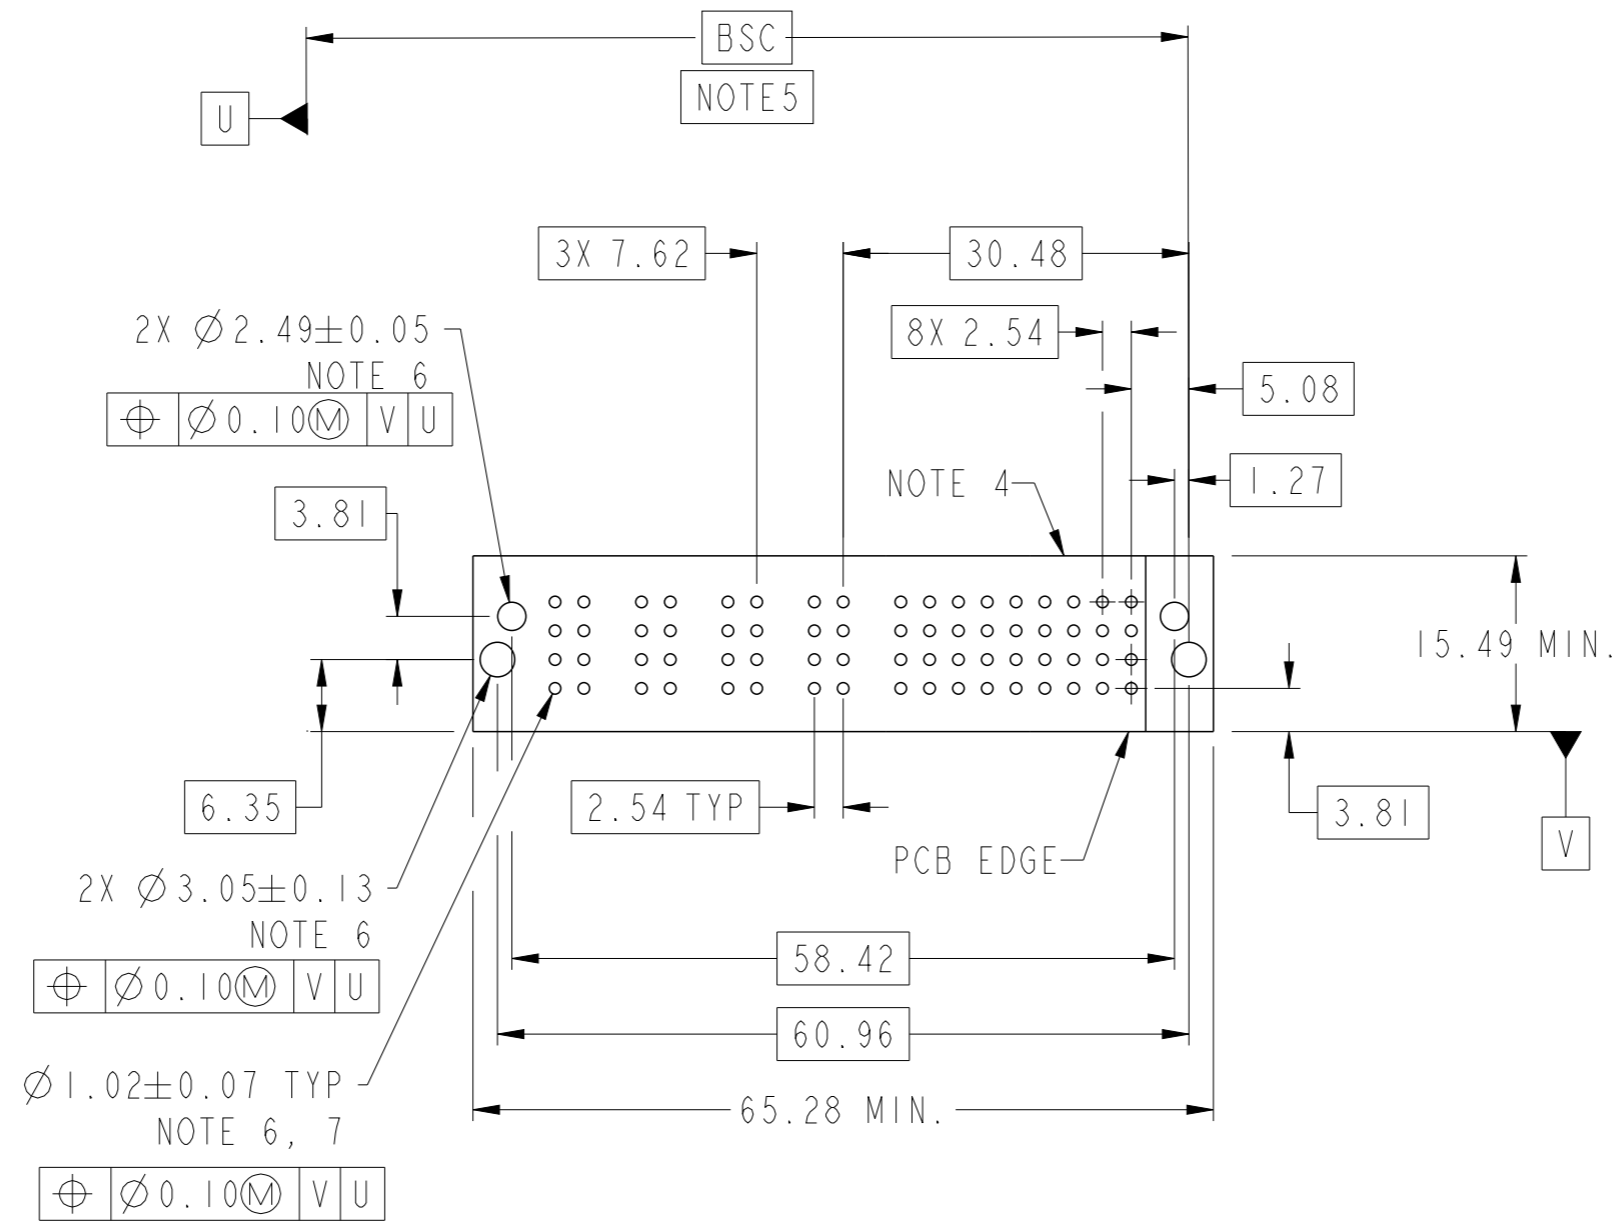 BSC
NOTE5
U
3X 7.62
30.48
2X ∅2.49±0.05
NOTE 6
⌖ ∅0.10Ⓜ V U
8X 2.54
5.08
NOTE 4
1.27
3.81
15.49 MIN.
6.35
2.54 TYP
3.81
V
PCB EDGE
2X ∅3.05±0.13
NOTE 6
⌖ ∅0.10Ⓜ V U
58.42
60.96
∅1.02±0.07 TYP
NOTE 6, 7
65.28 MIN.
⌖ ∅0.10Ⓜ V U